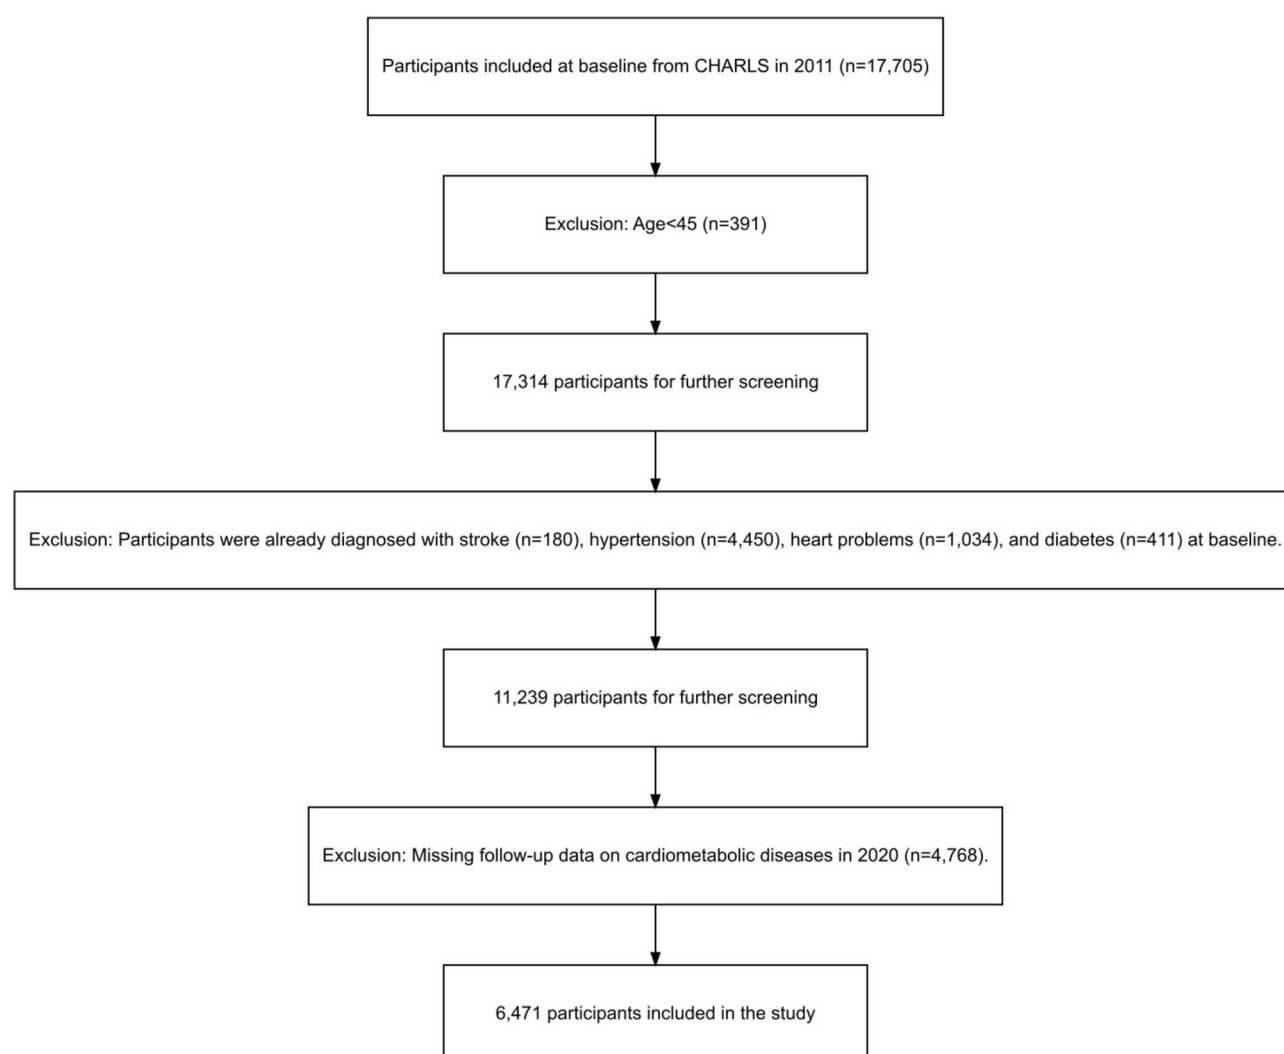 Participants included at baseline from CHARLS in 2011 (n=17,705)
Exclusion: Age<45 (n=391)
17,314 participants for further screening
Exclusion: Participants were already diagnosed with stroke (n=180), hypertension (n=4,450), heart problems (n=1,034), and diabetes (n=411) at baseline.
11,239 participants for further screening
Exclusion: Missing follow-up data on cardiometabolic diseases in 2020 (n=4,768).
6,471 participants included in the study